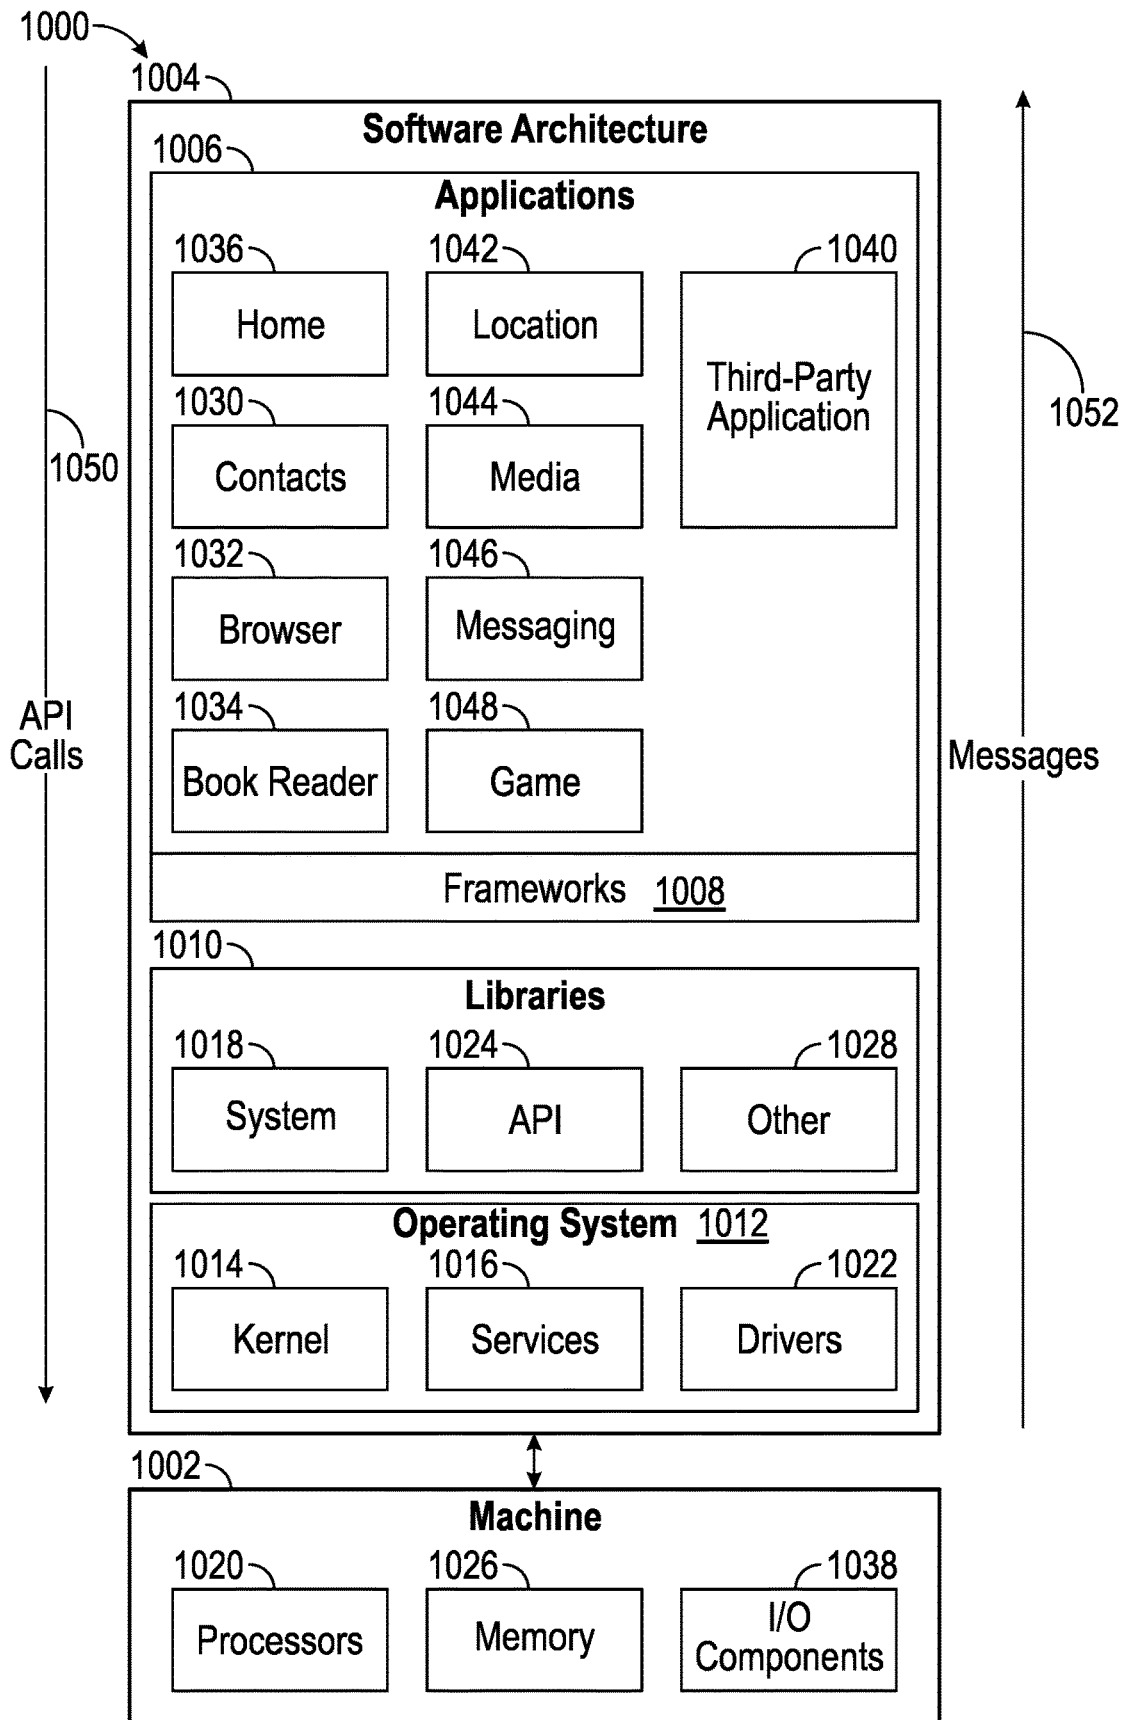 1000
1004
Software Architecture
1006
Applications
1036
1042
1040
Home
Location
Third-Party
Application
1030
1044
1052
1050
Contacts
Media
1032
1046
Browser
Messaging
1034
1048
API
Calls
Book Reader
Game
Messages
Frameworks 1008
1010
Libraries
1018
1024
1028
System
API
Other
Operating System 1012
1014
1016
1022
Kernel
Services
Drivers
1002
Machine
1020
1026
1038
Processors
Memory
I/O
Components